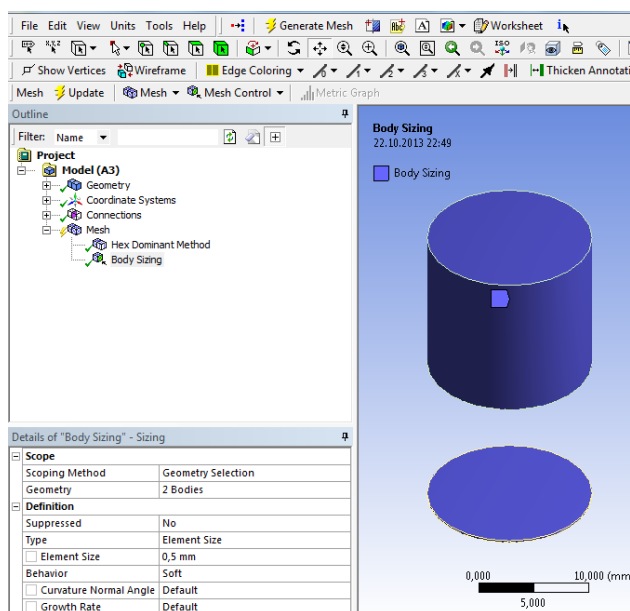 File Edit View Units Tools Help Generate Mesh A Worksheet i
x,y,z ISO
Show Vertices Wireframe Edge Coloring Thicken Annotati
Mesh Update Mesh Mesh Control Metric Graph
Outline
Filter: Name
Project
Model (A3)
Geometry
Coordinate Systems
Connections
Mesh
Hex Dominant Method
Body Sizing
Body Sizing
22.10.2013 22:49
Body Sizing
Details of "Body Sizing" - Sizing
Scope
Scoping Method Geometry Selection
Geometry 2 Bodies
Definition
Suppressed No
Type Element Size
Element Size 0,5 mm
Behavior Soft
Curvature Normal Angle Default
Growth Rate Default
0,000 10,000 (mm
5,000